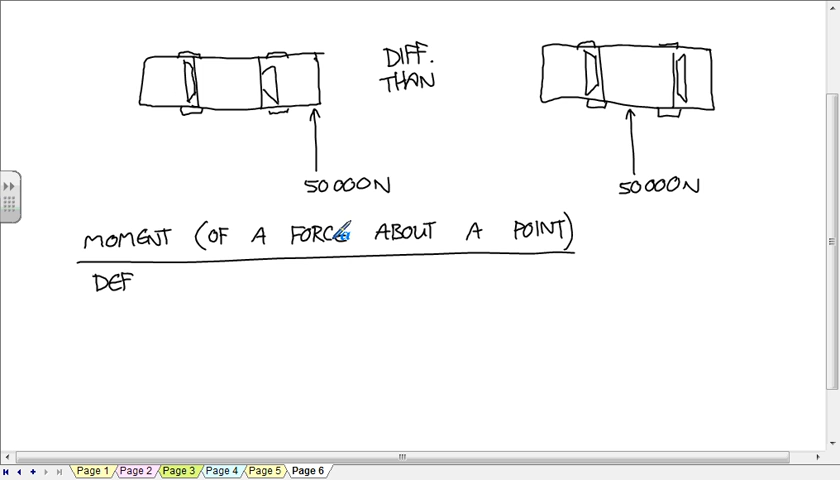 DIFF.
THAN
50 000N
50 000N
MOMENT (OF A FORCE ABOUT A POINT)
DEF
Page 1 Page 2 Page 3 Page 4 Page 5 Page 6